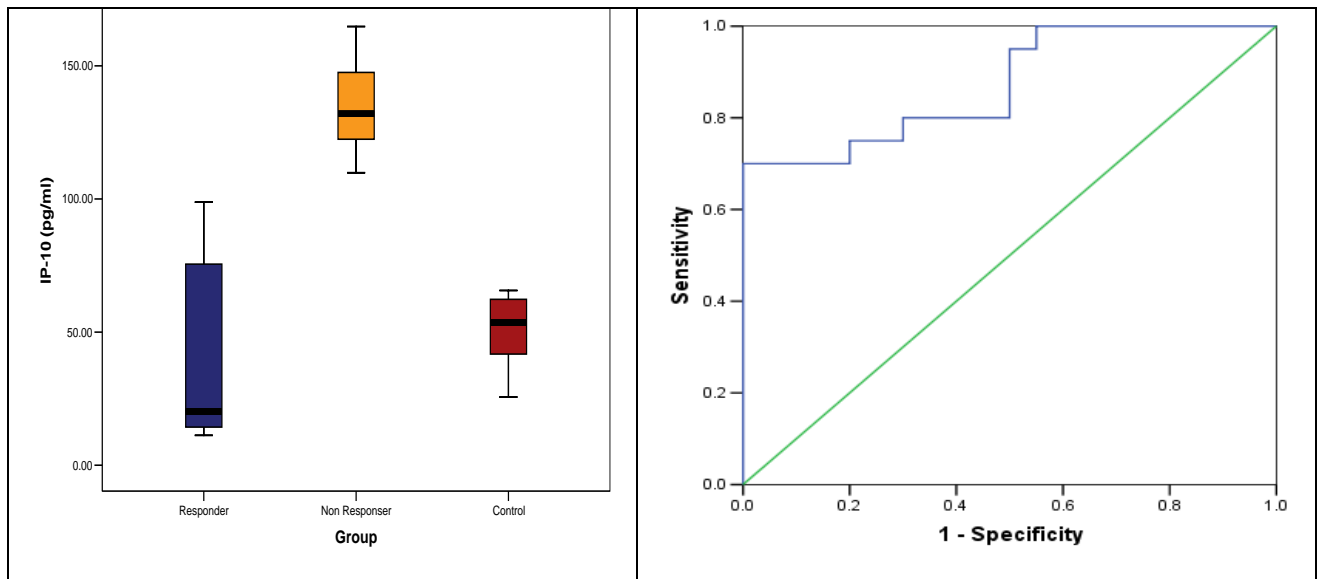 IP-10 (pg/ml)
150.00
100.00
50.00
0.00
Responder Non Responser Control
Group
Sensitivity
1.0
0.8
0.6
0.4
0.2
0.0
0.0 0.2 0.4 0.6 0.8 1.0
1 - Specificity